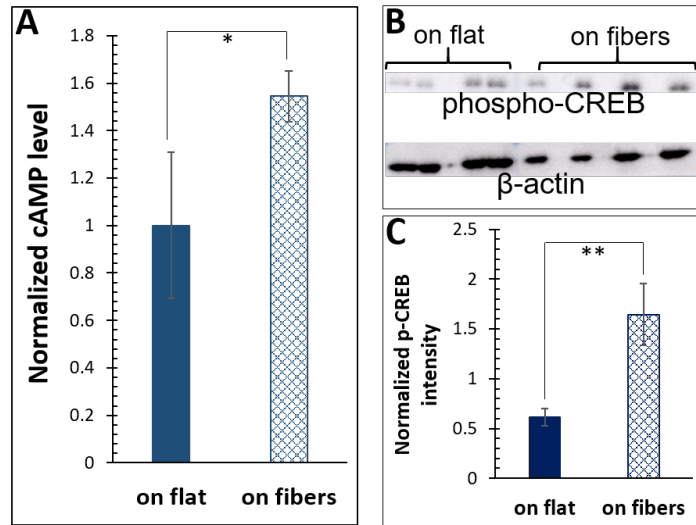 A
*
1.8
1.6
1.4
1.2
1
0.8
0.6
0.4
0.2
0
Normalized cAMP level
on flat on fibers
B
on flat on fibers
phospho-CREB
β-actin
C
**
2.5
2
1.5
1
0.5
0
Normalized p-CREB
intensity
on flat on fibers